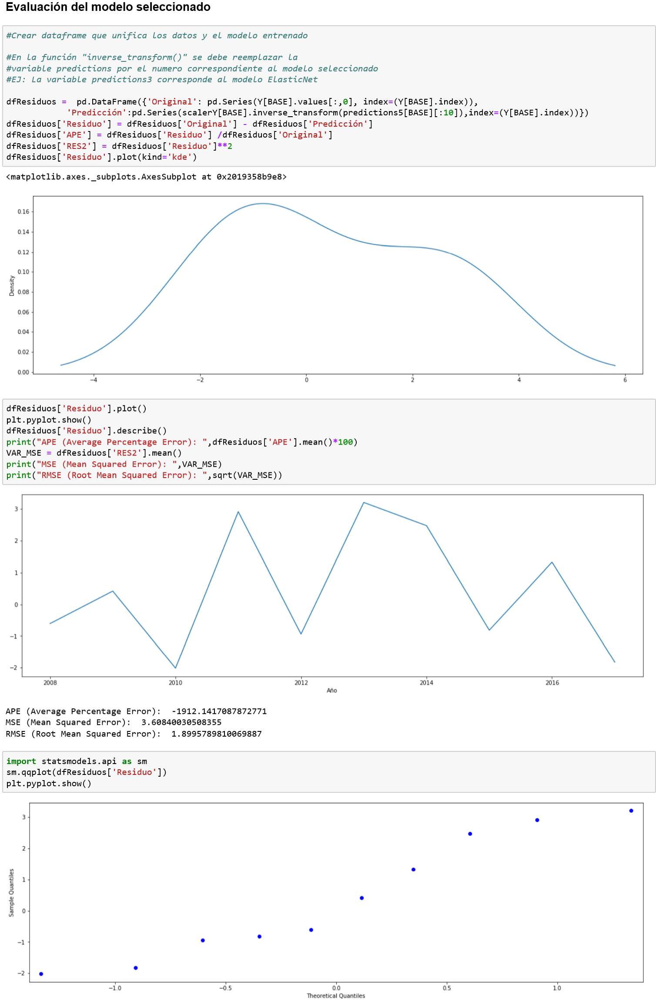 Evaluación del modelo seleccionado
#Crear dataframe que unifica los datos y el modelo entrenado
#En la función "inverse_transform()" se debe reemplazar la
#variable predictions por el numero correspondiente al modelo seleccionado
#EJ: La variable predictions3 corresponde al modelo ElasticNet
dfResiduos =  pd.DataFrame({'Original': pd.Series(Y[BASE].values[:,0], index=(Y[BASE].index)),
            'Predicción':pd.Series(scalerY[BASE].inverse_transform(predictions5[BASE][:10]),index=(Y[BASE].index))})
dfResiduos['Residuo'] = dfResiduos['Original'] - dfResiduos['Predicción']
dfResiduos['APE'] = dfResiduos['Residuo'] /dfResiduos['Original']
dfResiduos['RES2'] = dfResiduos['Residuo']**2
dfResiduos['Residuo'].plot(kind='kde')
<matplotlib.axes._subplots.AxesSubplot at 0x2019358b9e8>
0.16
0.14
0.12
0.10
0.08
0.06
0.04
0.02
0.00
Density
−4 −2 0 2 4 6
dfResiduos['Residuo'].plot()
plt.pyplot.show()
dfResiduos['Residuo'].describe()
print("APE (Average Percentage Error): ",dfResiduos['APE'].mean()*100)
VAR_MSE = dfResiduos['RES2'].mean()
print("MSE (Mean Squared Error): ",VAR_MSE)
print("RMSE (Root Mean Squared Error): ",sqrt(VAR_MSE))
3
2
1
0
−1
−2
2008 2010 2012 2014 2016
Año
APE (Average Percentage Error):  -1912.1417087872771
MSE (Mean Squared Error):  3.60840030508355
RMSE (Root Mean Squared Error):  1.8995789810069887
import statsmodels.api as sm
sm.qqplot(dfResiduos['Residuo'])
plt.pyplot.show()
3
2
1
0
−1
−2
Sample Quantiles
−1.0 −0.5 0.0 0.5 1.0
Theoretical Quantiles